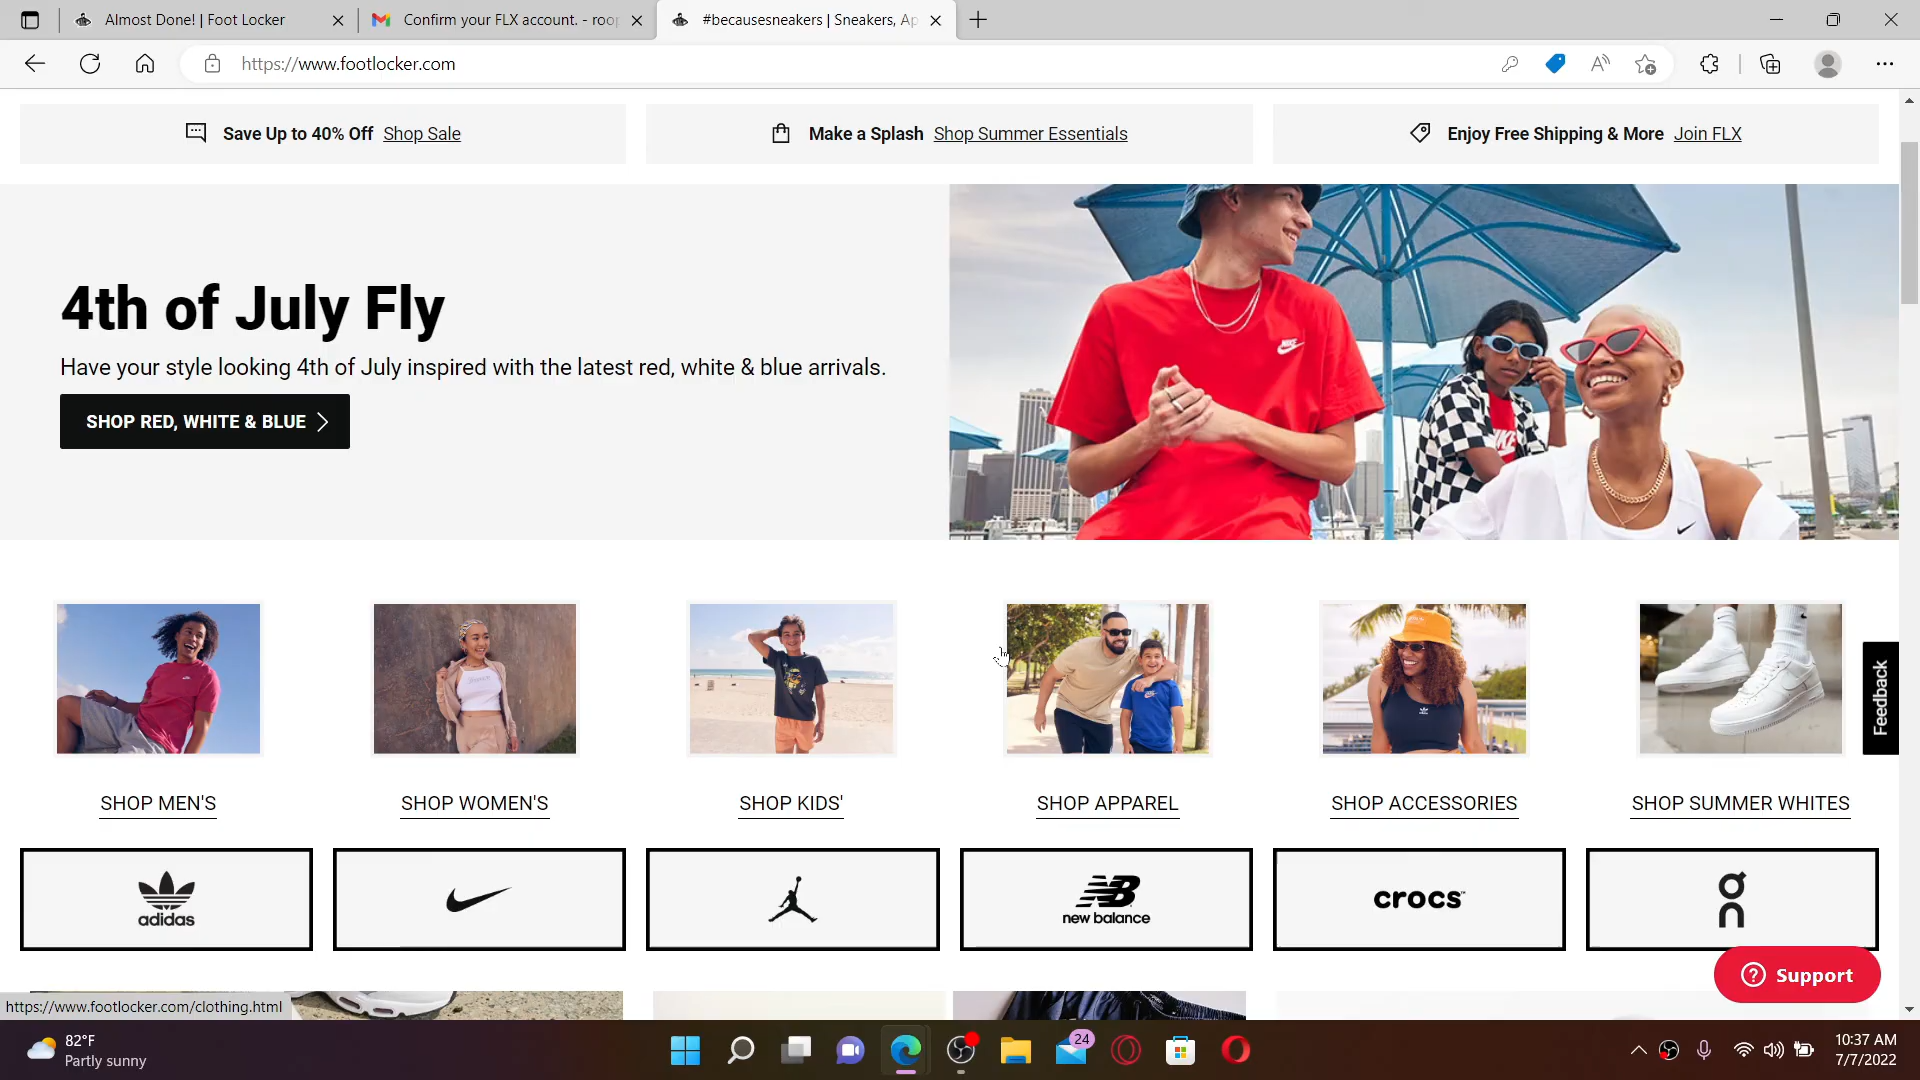 Almost Done! | Foot Locker
Confirm your FLX account. - roop
#becausesneakers | Sneakers, Ap
https://www.footlocker.com
Save Up to 40% Off Shop Sale
Make a Splash Shop Summer Essentials
Enjoy Free Shipping & More Join FLX
4th of July Fly
Have your style looking 4th of July inspired with the latest red, white & blue arrivals.
SHOP RED, WHITE & BLUE
NIKE
Feedback
SHOP MEN'S
SHOP WOMEN'S
SHOP KIDS'
SHOP APPAREL
SHOP ACCESSORIES
SHOP SUMMER WHITES
adidas
new balance
crocs™
on
Support
https://www.footlocker.com/clothing.html
82°F
Partly sunny
24
10:37 AM
7/7/2022